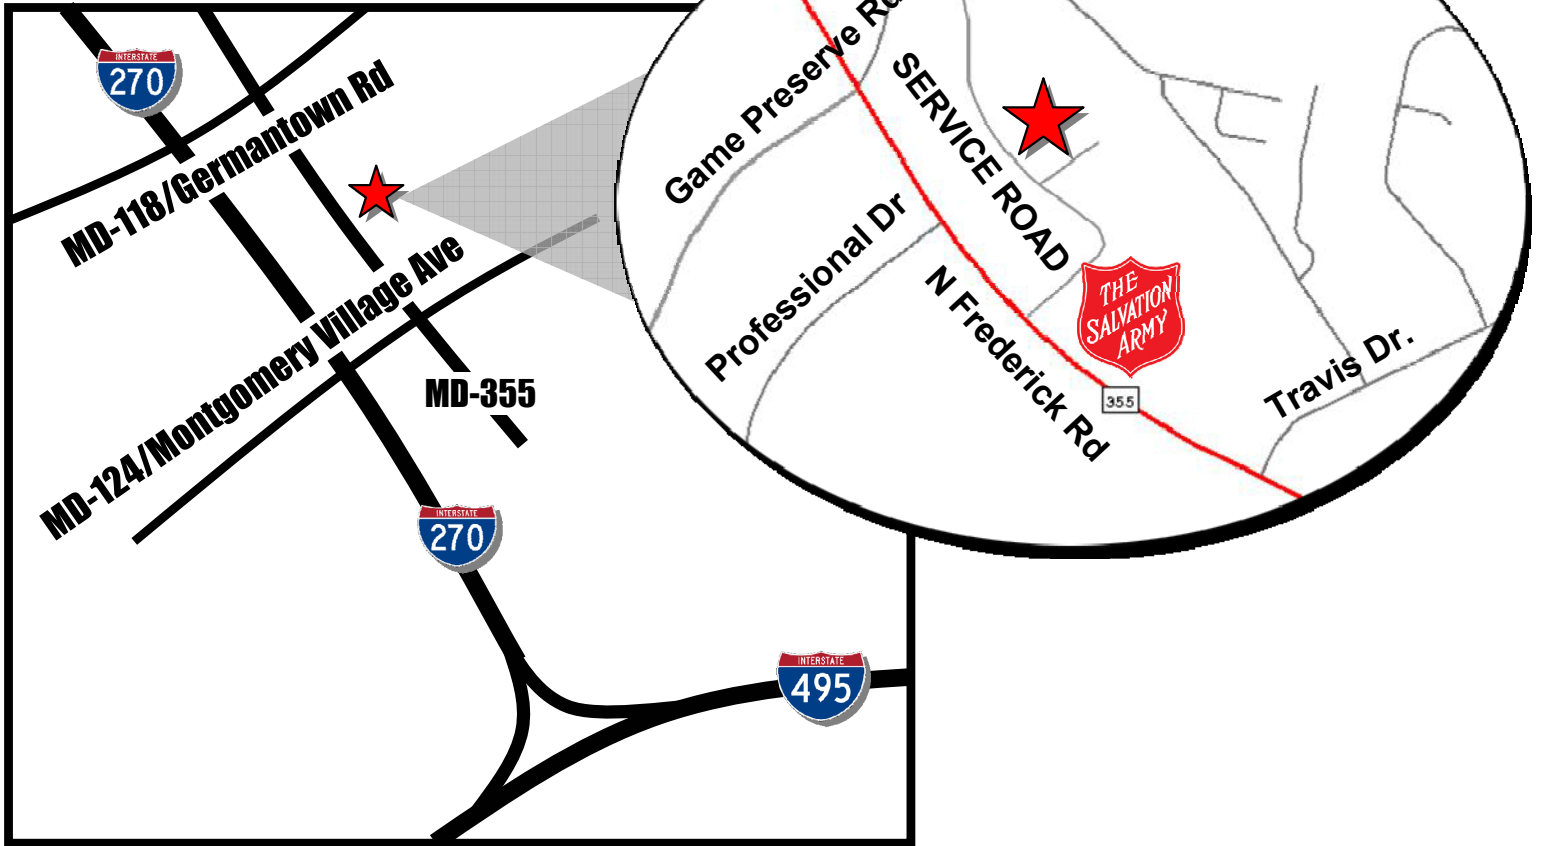 INTERSTATE
270
MD-118/Germantown Rd
MD-124/Montgomery Village Ave
MD-355
INTERSTATE
270
INTERSTATE
495
Game Preserve Rd
SERVICE ROAD
Professional Dr
N Frederick Rd
THE
SALVATION
ARMY
355
Travis Dr.